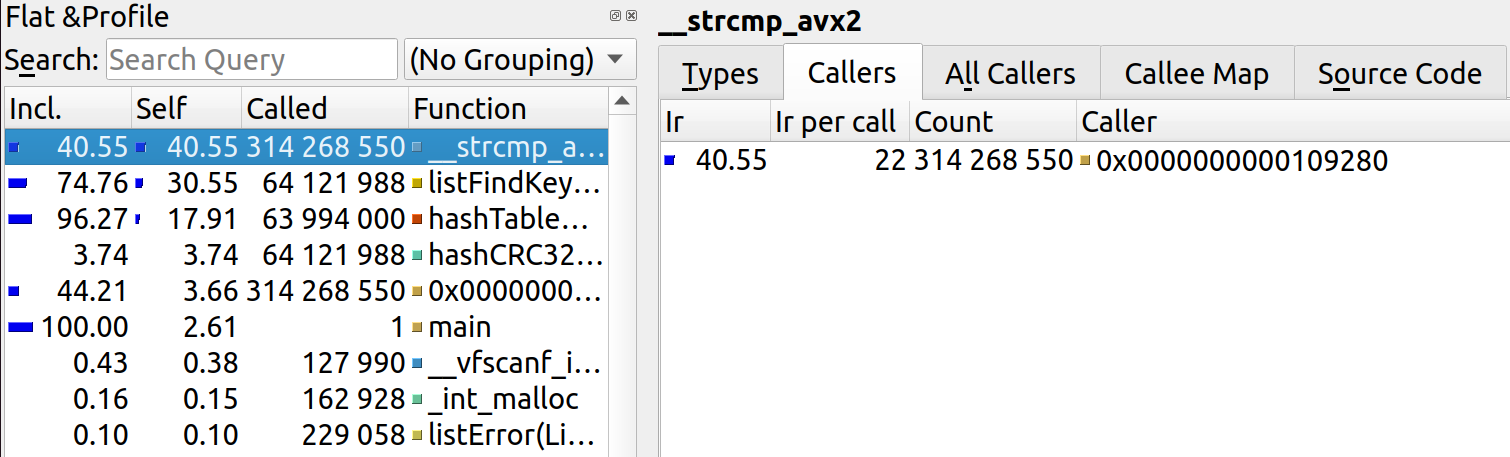 Flat &Profile
Search: Search Query (No Grouping)
Incl. Self Called Function
40.55 40.55 314 268 550 __strcmp_a...
74.76 30.55 64 121 988 listFindKey...
96.27 17.91 63 994 000 hashTable...
3.74 3.74 64 121 988 hashCRC32...
44.21 3.66 314 268 550 0x0000000...
100.00 2.61 1 main
0.43 0.38 127 990 __vfscanf_i...
0.16 0.15 162 928 _int_malloc
0.10 0.10 229 058 listError(Li...
__strcmp_avx2
Types Callers All Callers Callee Map Source Code
Ir Ir per call Count Caller
40.55 22 314 268 550 0x0000000000109280